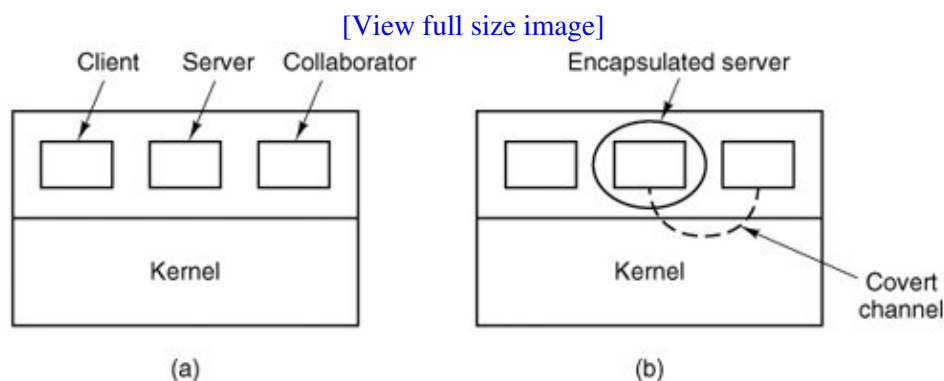 [View full size image]
Client Server Collaborator
Kernel
(a)
Encapsulated server
Kernel
Covert
channel
(b)